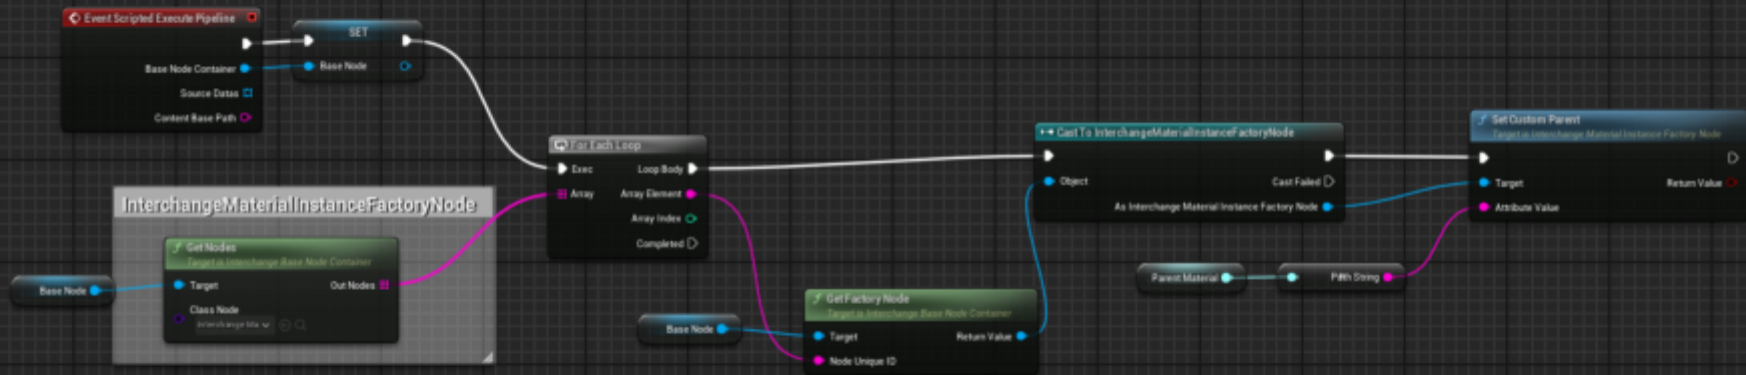 Event Scripted Execute Pipeline
Base Node Container
Source Datas
Content Base Path
SET
Base Node
For Each Loop
Exec
Loop Body
Array
Array Element
Array Index
Completed
InterchangeMaterialInstanceFactoryNode
Get Nodes
Target is Interchange Base Node Container
Target
Out Nodes
Class Node
Interchange Ma
Base Node
Base Node
Get Factory Node
Target is Interchange Base Node Container
Target
Return Value
Node Unique ID
Cast To InterchangeMaterialInstanceFactoryNode
Object
Cast Failed
As Interchange Material Instance Factory Node
Parent Material
Path String
Set Custom Parent
Target is Interchange Material Instance Factory Node
Target
Return Value
Attribute Value